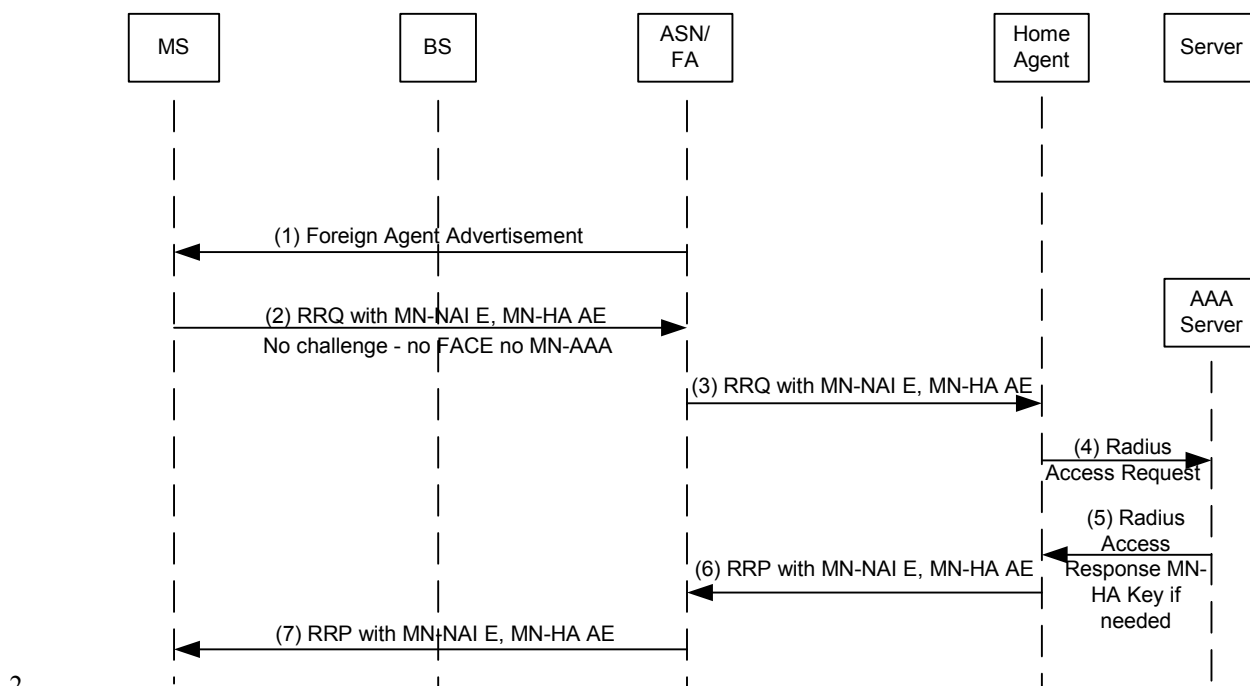 MS
BS
ASN/
FA
Home
Agent
Server
(1) Foreign Agent Advertisement
AAA
Server
(2) RRQ with MN-NAI E, MN-HA AE
No challenge - no FACE no MN-AAA
(3) RRQ with MN-NAI E, MN-HA AE
(4) Radius
Access Request
(5) Radius
Access
Response MN-
HA Key if
needed
(6) RRP with MN-NAI E, MN-HA AE
(7) RRP with MN-NAI E, MN-HA AE
2